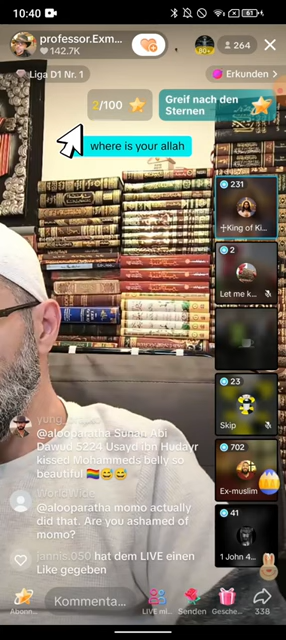 10:40
61
professor.Exm...
142.7K
90+
264
Liga D1 Nr. 1
Erkunden >
2/100
Greif nach den
Sternen
where is your allah
231
✝King of Ki...
2
Let me k...
23
Skip
702
Ex-muslim
41
1 John 4...
@alooparatha Sunan Abi
Dawud 5224 Usayd ibn Hudayr
kissed Mohammeds belly so
beautiful 🏳️‍🌈😂😂
WorldWide
@alooparatha momo actually
did that. Are you ashamed of
momo?
jannis.050 hat dem LIVE einen
Like gegeben
Abonn...
Kommenta...
LIVE mi...
Senden
Gesche...
338